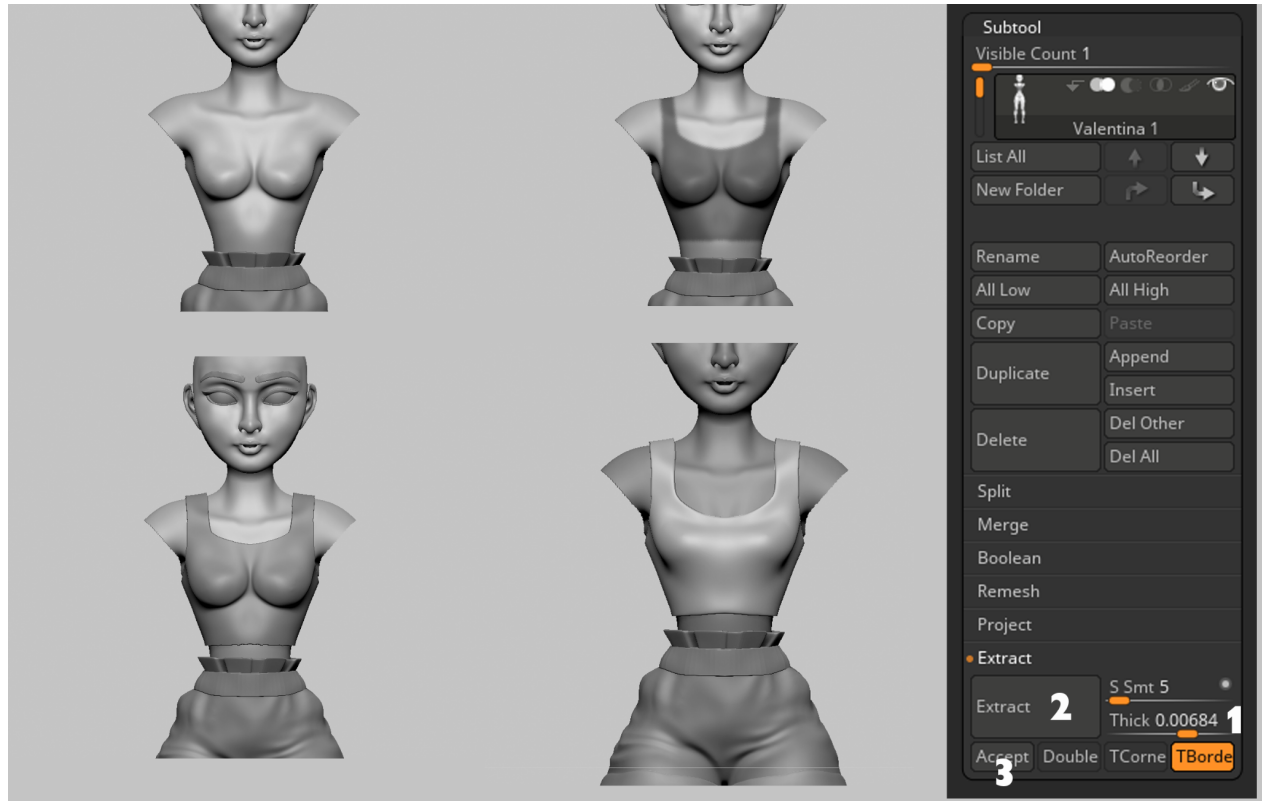 Subtool
Visible Count 1
Valentina 1
List All
New Folder
Rename AutoReorder
All Low All High
Copy Paste
Duplicate Append
Insert
Delete Del Other
Del All
Split
Merge
Boolean
Remesh
Project
Extract
Extract 2 S Smt 5
Thick 0.00684 1
Accept Double TCorne TBorde
3